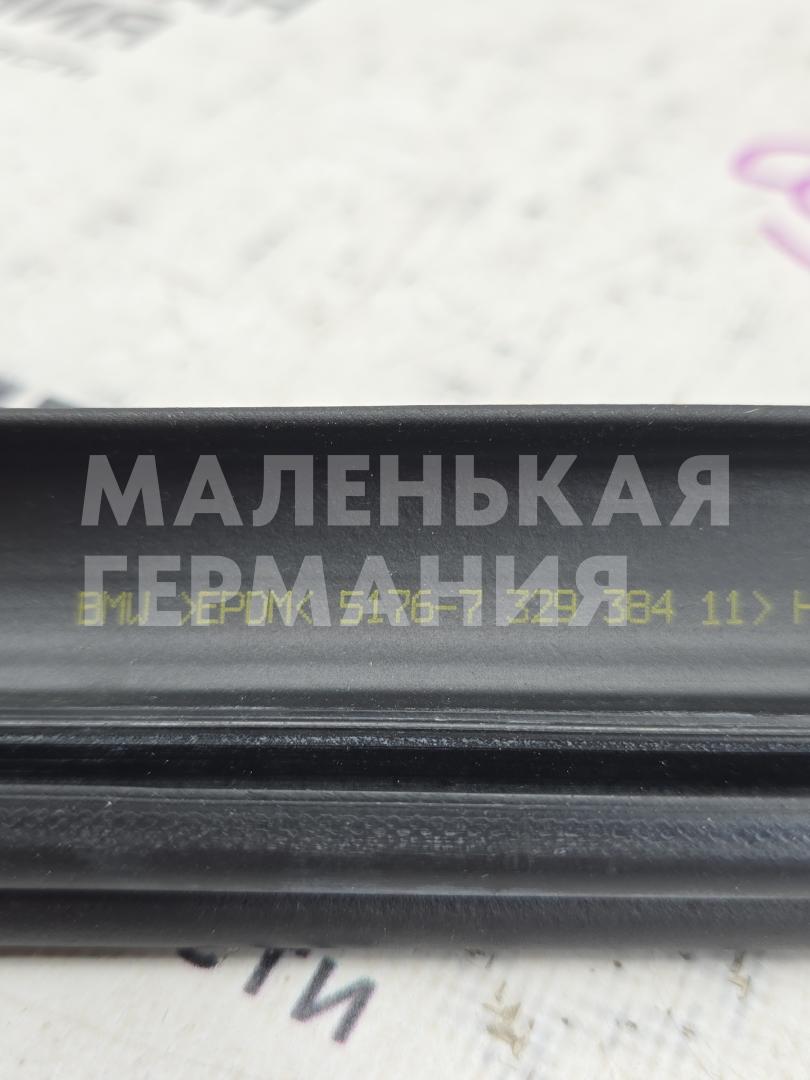 МАЛЕНЬКАЯ
ГЕРМАНИЯ
BMW >EPDM< 5176-7 329 384 11> H